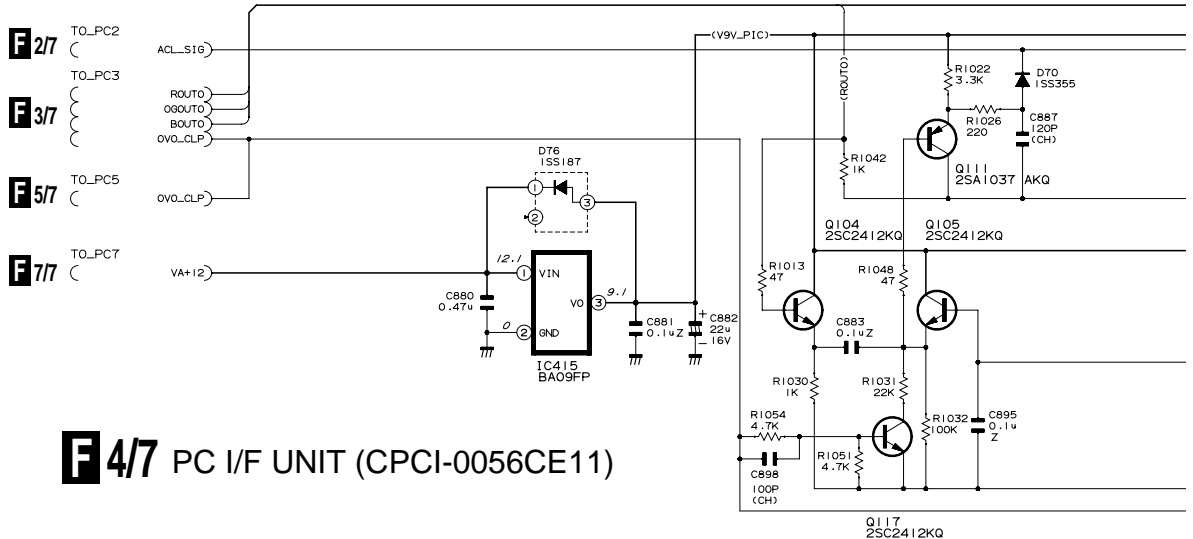 F 2/7
TO_PC2
ACL_SIG
F 3/7
TO_PC3
ROUTO
OGOUTO
BOUTO
OVO_CLP
F 5/7
TO_PC5
OVO_CLP
F 7/7
TO_PC7
VA+12
D76
1SS187
1
2
3
12.1
1
VIN
9.1
VO
3
0
2
GND
IC415
BA09FP
C880
0.47u
C881
0.1uZ
+
C882
22u
16V
-
(V9V_PIC)
(ROUTO)
R1042
1K
R1022
3.3K
D70
1SS355
R1026
220
C887
120P
(CH)
Q111
2SA1037 AKQ
Q104
2SC2412KQ
Q105
2SC2412KQ
R1013
47
R1048
47
C883
0.1uZ
R1030
1K
R1031
22K
R1054
4.7K
R1032
100K
C895
0.1u
Z
R1051
4.7K
C898
100P
(CH)
Q117
2SC2412KQ
F 4/7 PC I/F UNIT (CPCI-0056CE11)